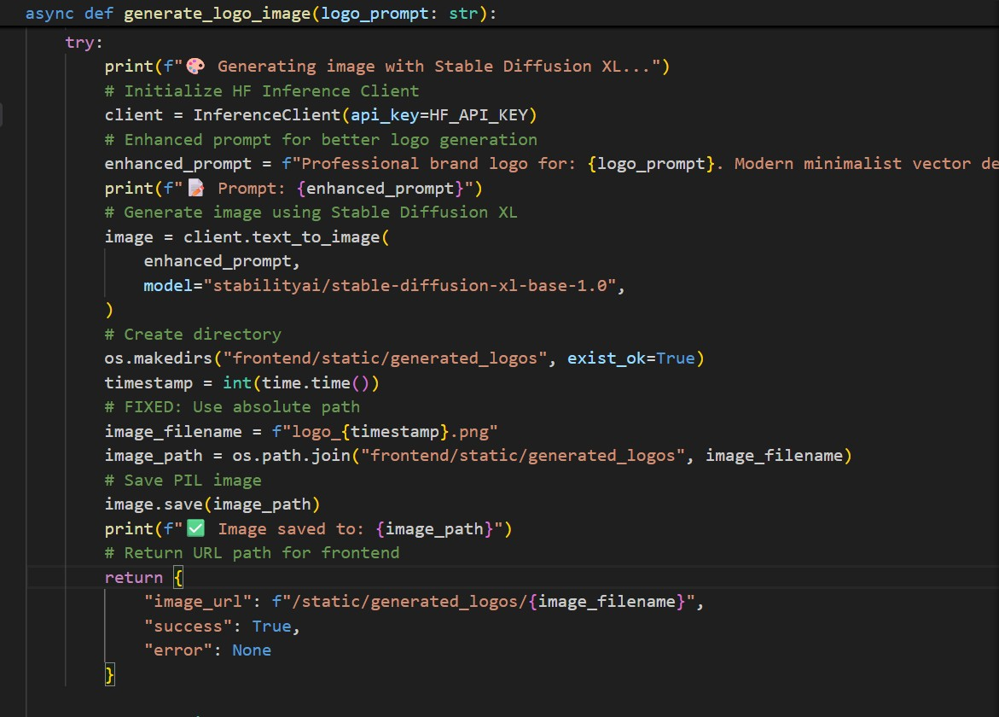 async def generate_logo_image(logo_prompt: str):
try:
print(f"🎨 Generating image with Stable Diffusion XL...")
# Initialize HF Inference Client
client = InferenceClient(api_key=HF_API_KEY)
# Enhanced prompt for better logo generation
enhanced_prompt = f"Professional brand logo for: {logo_prompt}. Modern minimalist vector de
print(f"📝 Prompt: {enhanced_prompt}")
# Generate image using Stable Diffusion XL
image = client.text_to_image(
enhanced_prompt,
model="stabilityai/stable-diffusion-xl-base-1.0",
)
# Create directory
os.makedirs("frontend/static/generated_logos", exist_ok=True)
timestamp = int(time.time())
# FIXED: Use absolute path
image_filename = f"logo_{timestamp}.png"
image_path = os.path.join("frontend/static/generated_logos", image_filename)
# Save PIL image
image.save(image_path)
print(f"✅ Image saved to: {image_path}")
# Return URL path for frontend
return {
"image_url": f"/static/generated_logos/{image_filename}",
"success": True,
"error": None
}